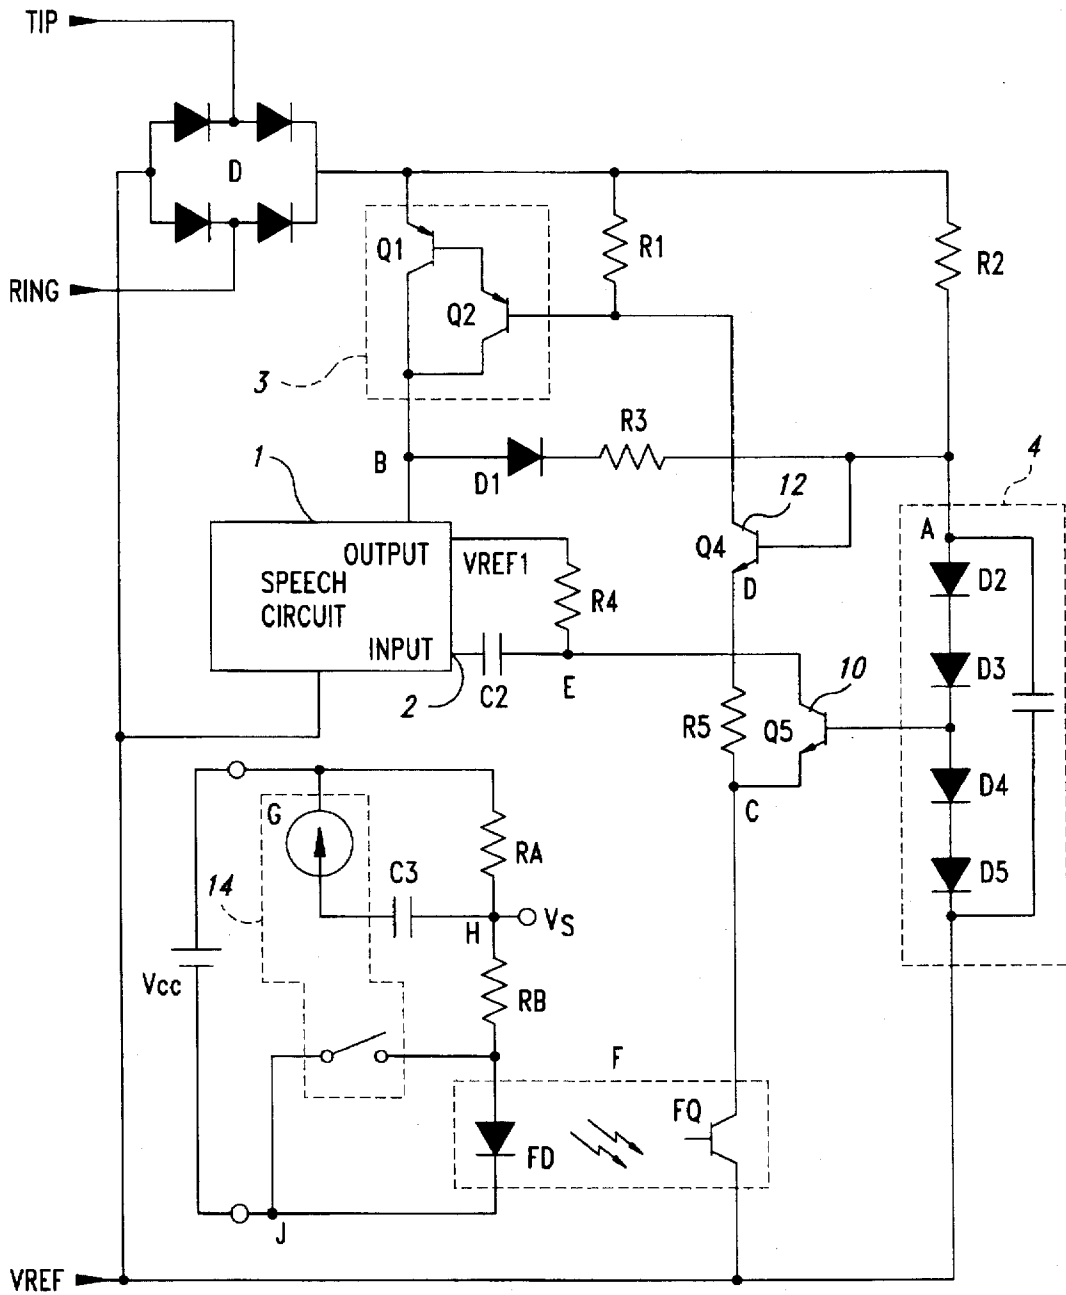 TIP
D
RING
Q1
Q2
R1
R2
3
R3
B
D1
1
12
4
A
Q4
D
OUTPUT
VREF1
SPEECH
CIRCUIT
R4
D2
INPUT
2
C2
E
10
D3
R5
Q5
D4
C
G
RA
C3
14
H
VS
D5
Vcc
RB
F
FQ
FD
J
VREF